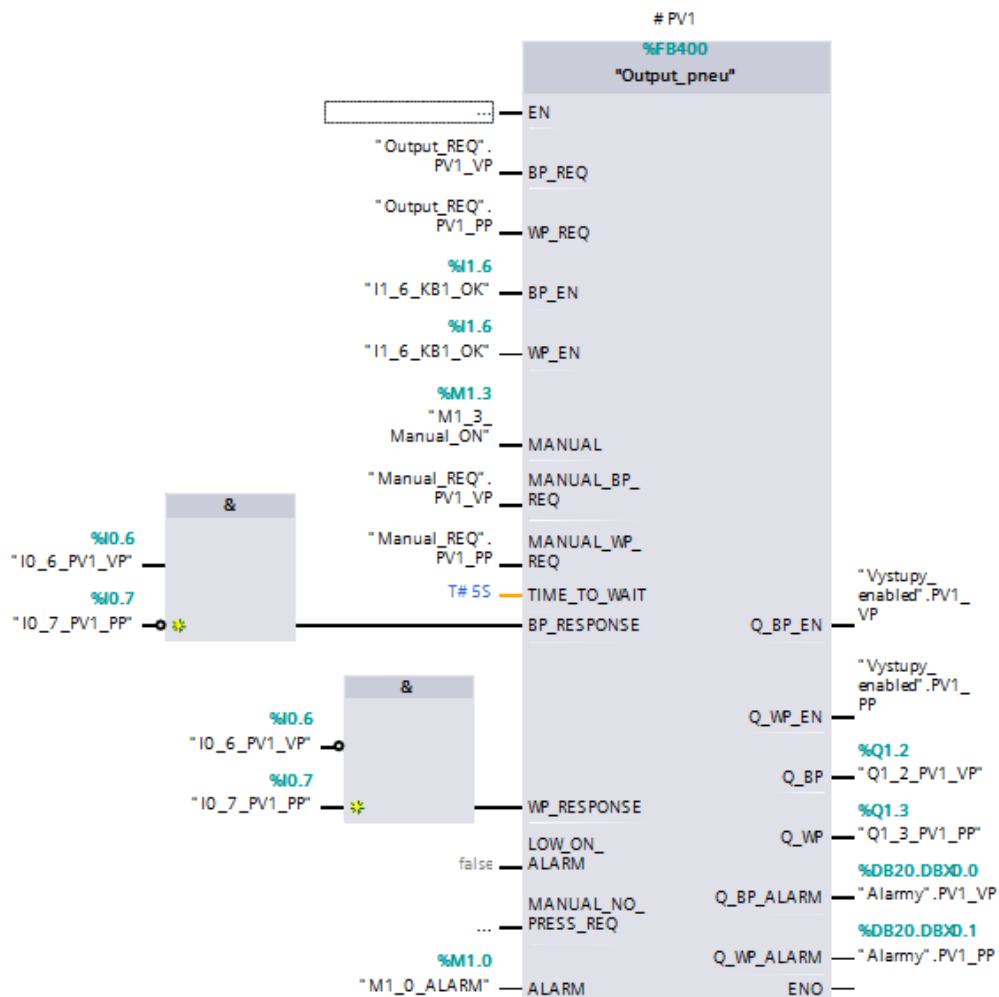 # PV1
%FB400
"Output_pneu"
... EN
"Output_REQ".
PV1_VP BP_REQ
"Output_REQ".
PV1_PP WP_REQ
%I1.6
"I1_6_KB1_OK" BP_EN
%I1.6
"I1_6_KB1_OK" WP_EN
%M1.3
"M1_3_
Manual_ON" MANUAL
"Manual_REQ".
PV1_VP
MANUAL_BP_
REQ
"Manual_REQ".
PV1_PP
MANUAL_WP_
REQ
T# 5S TIME_TO_WAIT
&
%I0.6
"I0_6_PV1_VP"
%I0.7
"I0_7_PV1_PP"
BP_RESPONSE
Q_BP_EN
"Vystupy_
enabled".PV1_
VP
&
%I0.6
"I0_6_PV1_VP"
%I0.7
"I0_7_PV1_PP"
WP_RESPONSE
Q_WP_EN
"Vystupy_
enabled".PV1_
PP
%Q1.2
Q_BP "Q1_2_PV1_VP"
%Q1.3
Q_WP "Q1_3_PV1_PP"
false
LOW_ON_
ALARM
%DB20.DBX0.0
Q_BP_ALARM "Alarmy".PV1_VP
...
MANUAL_NO_
PRESS_REQ
%DB20.DBX0.1
Q_WP_ALARM "Alarmy".PV1_PP
%M1.0
"M1_0_ALARM" ALARM
ENO